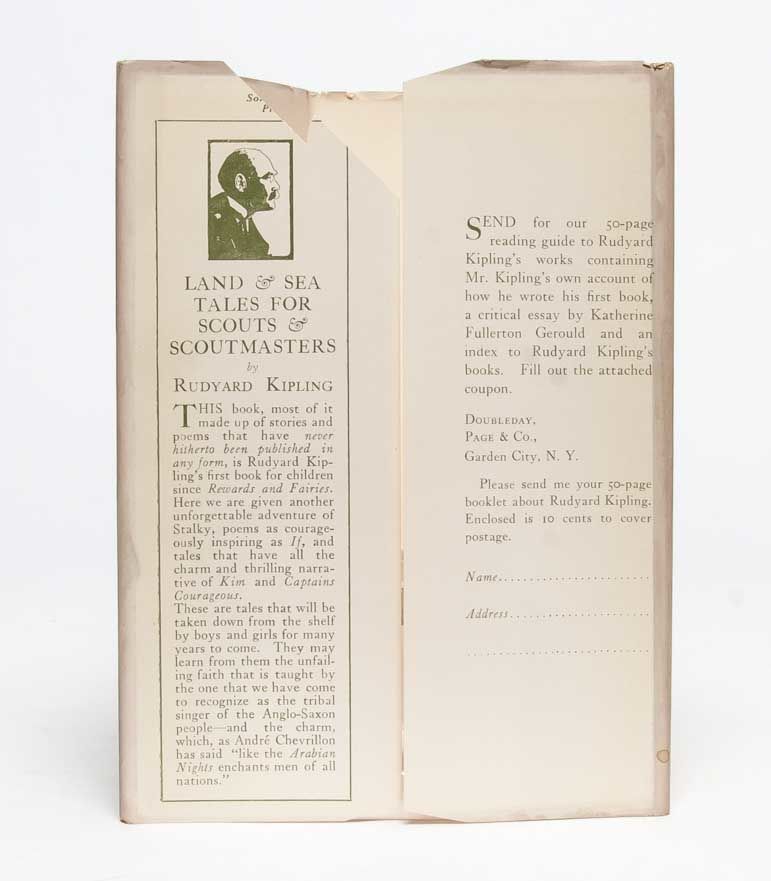 LAND & SEA
TALES FOR
SCOUTS &
SCOUTMASTERS
by
RUDYARD KIPLING
THIS book, most of it
made up of stories and
poems that have never
hitherto been published in
any form, is Rudyard Kip-
ling's first book for children
since Rewards and Fairies.
Here we are given another
unforgettable adventure of
Stalky, poems as courage-
ously inspiring as If, and
tales that have all the
charm and thrilling narra-
tive of Kim and Captains
Courageous.
These are tales that will be
taken down from the shelf
by boys and girls for many
years to come. They may
learn from them the unfail-
ing faith that is taught by
the one that we have come
to recognize as the tribal
singer of the Anglo-Saxon
people—and the charm,
which, as André Chevrillon
has said "like the Arabian
Nights enchants men of all
nations."
SEND for our 50-page
reading guide to Rudyard
Kipling's works containing
Mr. Kipling's own account of
how he wrote his first book,
a critical essay by Katherine
Fullerton Gerould and an
index to Rudyard Kipling's
books. Fill out the attached
coupon.
DOUBLEDAY,
PAGE & CO.,
Garden City, N. Y.
Please send me your 50-page
booklet about Rudyard Kipling.
Enclosed is 10 cents to cover
postage.
Name
Address